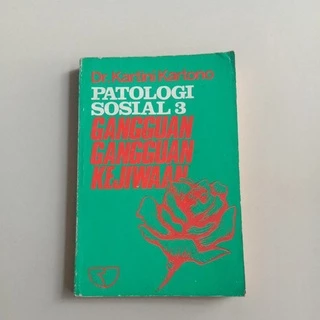 Dr. Kartini Kartono
PATOLOGI
SOSIAL 3
GANGGUAN
GANGGUAN
KEJIWAAN